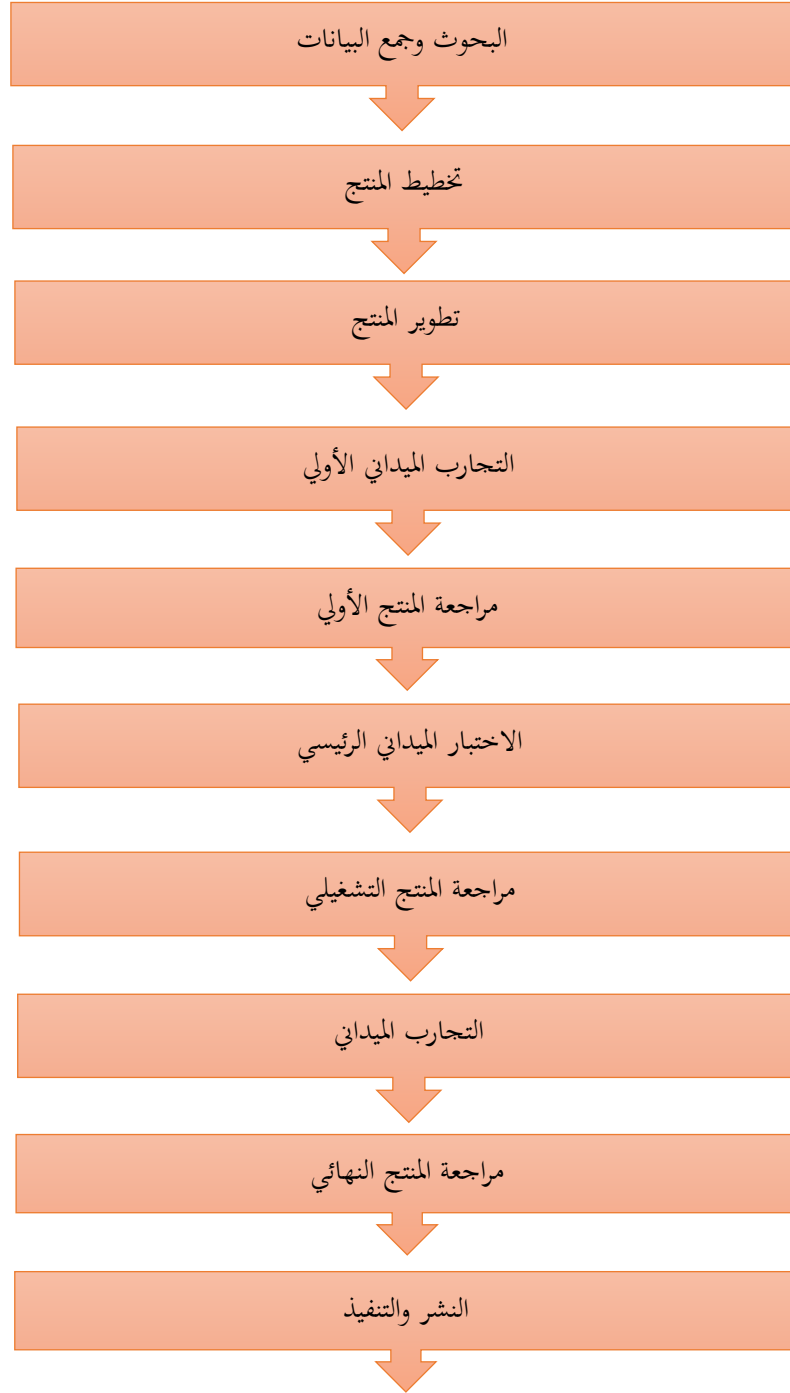 البحوث وجمع البيانات
تخطيط المنتج
تطوير المنتج
التجارب الميداني الأولي
مراجعة المنتج الأولي
الاختبار الميداني الرئيسي
مراجعة المنتج التشغيلي
التجارب الميداني
مراجعة المنتج النهائي
النشر والتنفيذ